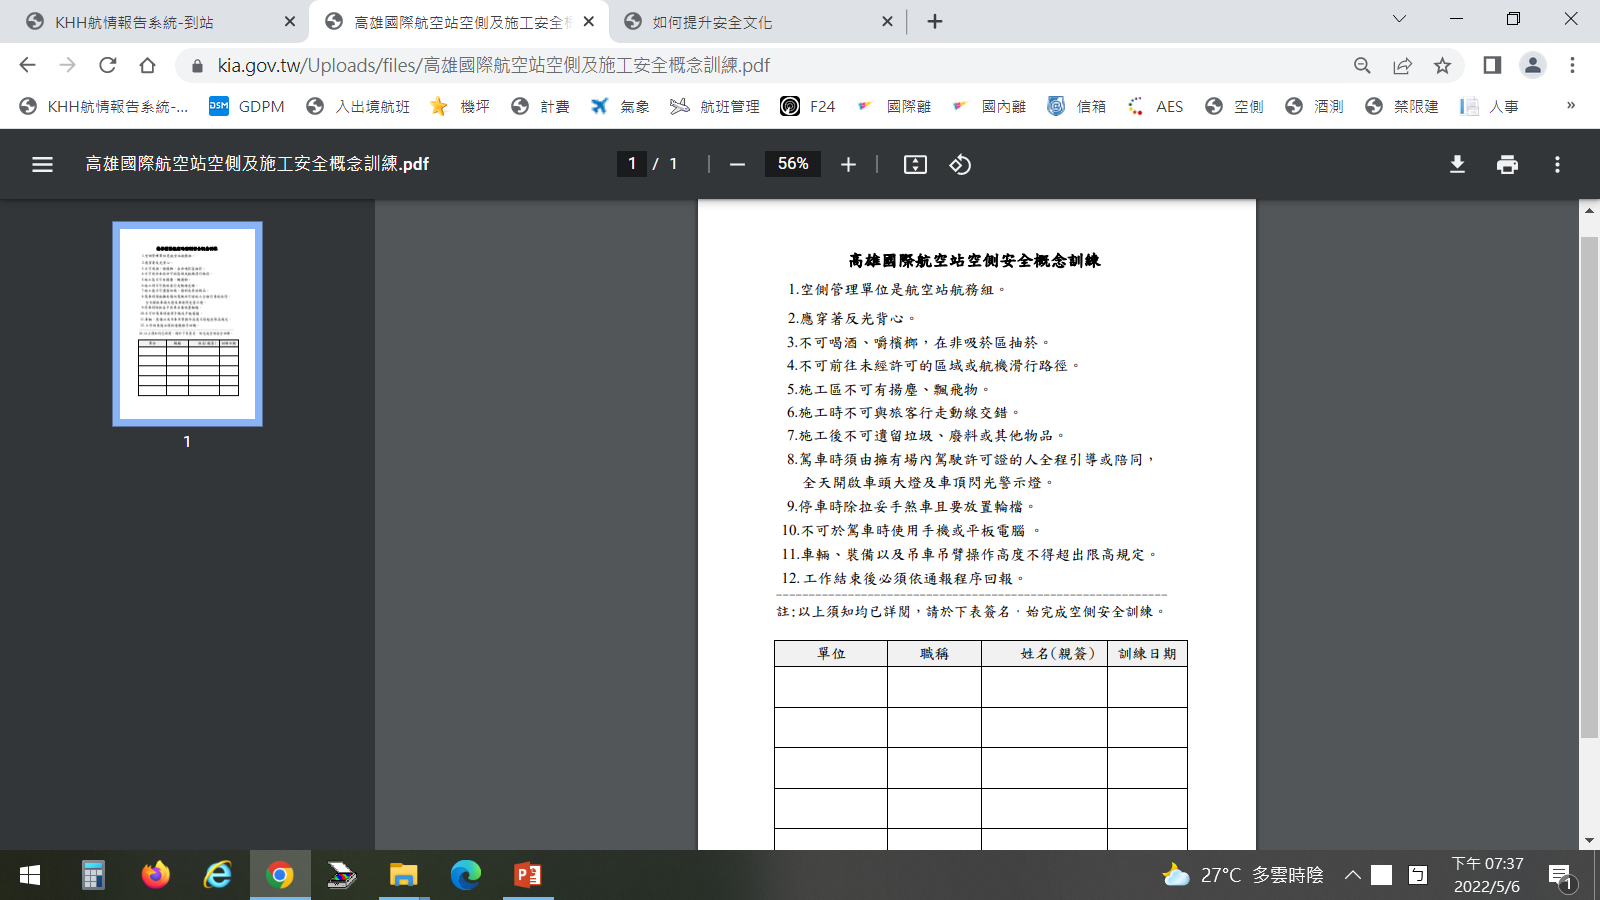 KHH航情報告系統-到站
高雄國際航空站空側及施工安全
如何提升安全文化
kia.gov.tw/Uploads/files/高雄國際航空站空側及施工安全概念訓練.pdf
KHH航情報告系統-... DSM GDPM 入出境航班 機坪 計費 氣象 航班管理 F24 國際離 國內離 信箱 AES 空側 酒測 禁限建 人事 »
高雄國際航空站空側及施工安全概念訓練.pdf
1 / 1
56%
1
高雄國際航空站空側安全概念訓練
1.空側管理單位是航空站航務組。
2.應穿著反光背心。
3.不可喝酒、嚼檳榔，在非吸菸區抽菸。
4.不可前往未經許可的區域或航機滑行路徑。
5.施工區不可有揚塵、飄飛物。
6.施工時不可與旅客行走動線交錯。
7.施工後不可遺留垃圾、廢料或其他物品。
8.駕車時須由擁有場內駕駛許可證的人全程引導或陪同，
全天開啟車頭大燈及車頂閃光警示燈。
9.停車時除拉妥手煞車且要放置輪檔。
10.不可於駕車時使用手機或平板電腦 。
11.車輛、裝備以及吊車吊臂操作高度不得超出限高規定。
12.工作結束後必須依通報程序回報。
註:以上須知均已詳閱，請於下表簽名，始完成空側安全訓練。
單位 職稱 姓名(親簽) 訓練日期
27°C 多雲時陰
ㄅ
下午 07:37
2022/5/6
1